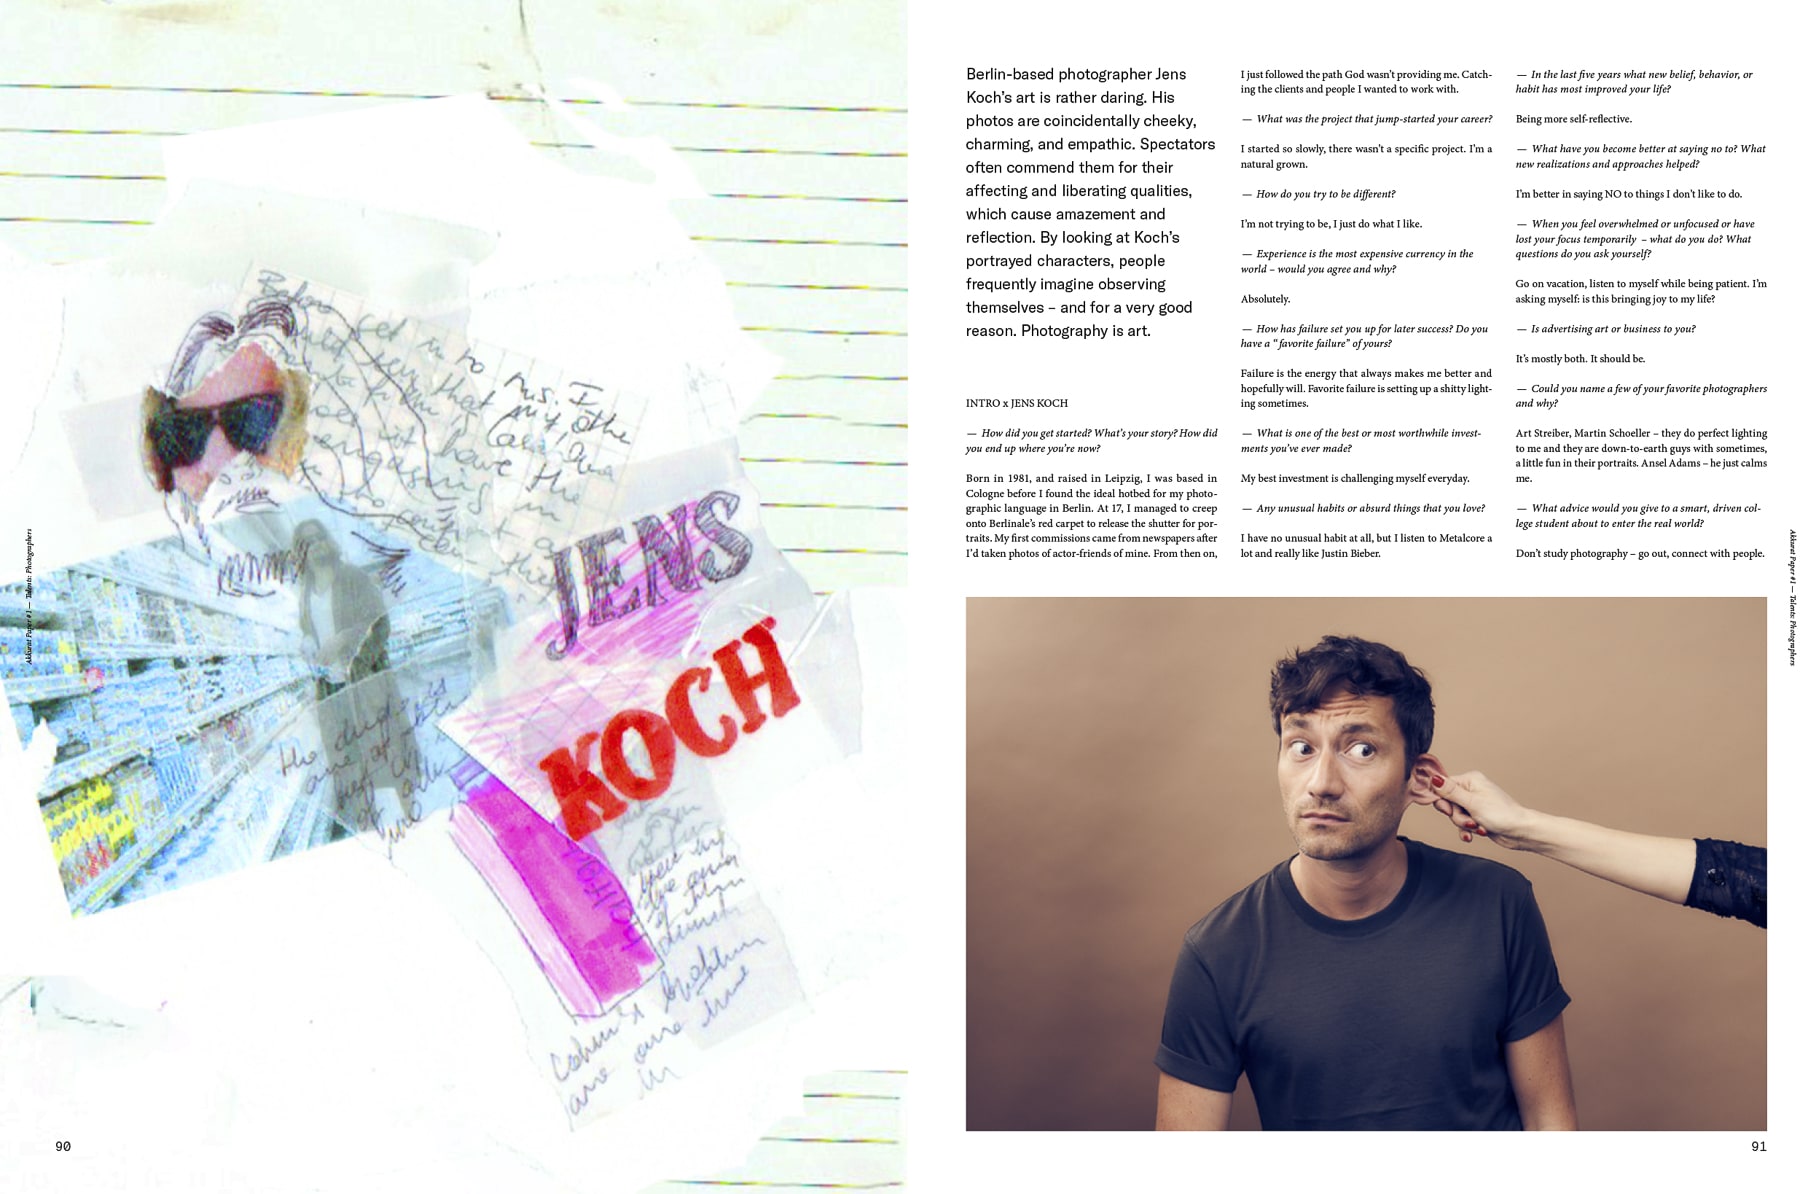 JENS
KOCH
Akkurat Paper #1 — Talents: Photographers
90
Berlin-based photographer Jens
Koch’s art is rather daring. His
photos are coincidentally cheeky,
charming, and empathic. Spectators
often commend them for their
affecting and liberating qualities,
which cause amazement and
reflection. By looking at Koch’s
portrayed characters, people
frequently imagine observing
themselves – and for a very good
reason. Photography is art.
INTRO x JENS KOCH
— How did you get started? What’s your story? How did
you end up where you’re now?
Born in 1981, and raised in Leipzig, I was based in
Cologne before I found the ideal hotbed for my photo-
graphic language in Berlin. At 17, I managed to creep
onto Berlinale’s red carpet to release the shutter for por-
traits. My first commissions came from newspapers after
I’d taken photos of actor-friends of mine. From then on,
I just followed the path God wasn’t providing me. Catch-
ing the clients and people I wanted to work with.
— What was the project that jump-started your career?
I started so slowly, there wasn’t a specific project. I’m a
natural grown.
— How do you try to be different?
I’m not trying to be, I just do what I like.
— Experience is the most expensive currency in the
world – would you agree and why?
Absolutely.
— How has failure set you up for later success? Do you
have a “favorite failure” of yours?
Failure is the energy that always makes me better and
hopefully will. Favorite failure is setting up a shitty light-
ing sometimes.
— What is one of the best or most worthwhile invest-
ments you’ve ever made?
My best investment is challenging myself everyday.
— Any unusual habits or absurd things that you love?
I have no unusual habit at all, but I listen to Metalcore a
lot and really like Justin Bieber.
— In the last five years what new belief, behavior, or
habit has most improved your life?
Being more self-reflective.
— What have you become better at saying no to? What
new realizations and approaches helped?
I’m better in saying NO to things I don’t like to do.
— When you feel overwhelmed or unfocused or have
lost your focus temporarily – what do you do? What
questions do you ask yourself?
Go on vacation, listen to myself while being patient. I’m
asking myself: is this bringing joy to my life?
— Is advertising art or business to you?
It’s mostly both. It should be.
— Could you name a few of your favorite photographers
and why?
Art Streiber, Martin Schoeller – they do perfect lighting
to me and they are down-to-earth guys with sometimes,
a little fun in their portraits. Ansel Adams – he just calms
me.
— What advice would you give to a smart, driven col-
lege student about to enter the real world?
Don’t study photography – go out, connect with people.
Akkurat Paper #1 — Talents: Photographers
91